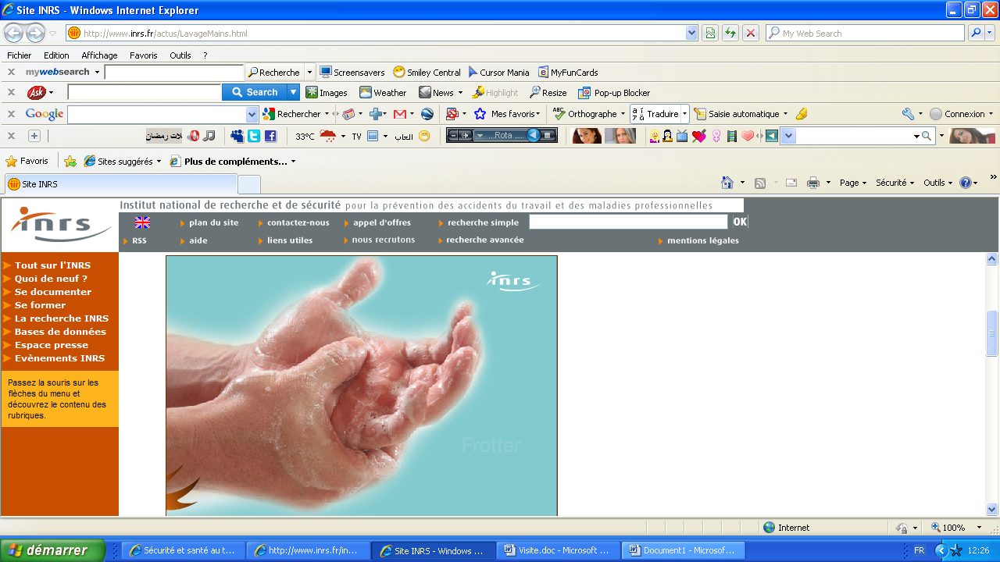 Site INRS - Windows Internet Explorer
http://www.inrs.fr/actus/LavageMains.html
My Web Search
Fichier Edition Affichage Favoris Outils ?
mywebsearch Recherche Screensavers Smiley Central Cursor Mania MyFunCards
Ask Search Images Weather News Highlight Resize Pop-up Blocker
Google Rechercher Mes favoris Orthographe Traduire Saisie automatique Connexion
رمضان 33°C TV العاب ...Rota .....
Favoris Sites suggérés Plus de compléments...
Site INRS
Page Sécurité Outils
inrs
Institut national de recherche et de sécurité pour la prévention des accidents du travail et des maladies professionnelles
plan du site contactez-nous appel d'offres recherche simple OK
RSS aide liens utiles nous recrutons recherche avancée mentions légales
Tout sur l'INRS
Quoi de neuf ?
Se documenter
Se former
La recherche INRS
Bases de données
Espace presse
Evènements INRS
Passez la souris sur les
flèches du menu et
découvrez le contenu des
rubriques.
inrs
Frotter
Internet 100%
démarrer Sécurité et santé au t... http://www.inrs.fr/in... Site INRS - Windows ... Visite.doc - Microsoft ... Document1 - Microsof... FR 12:26